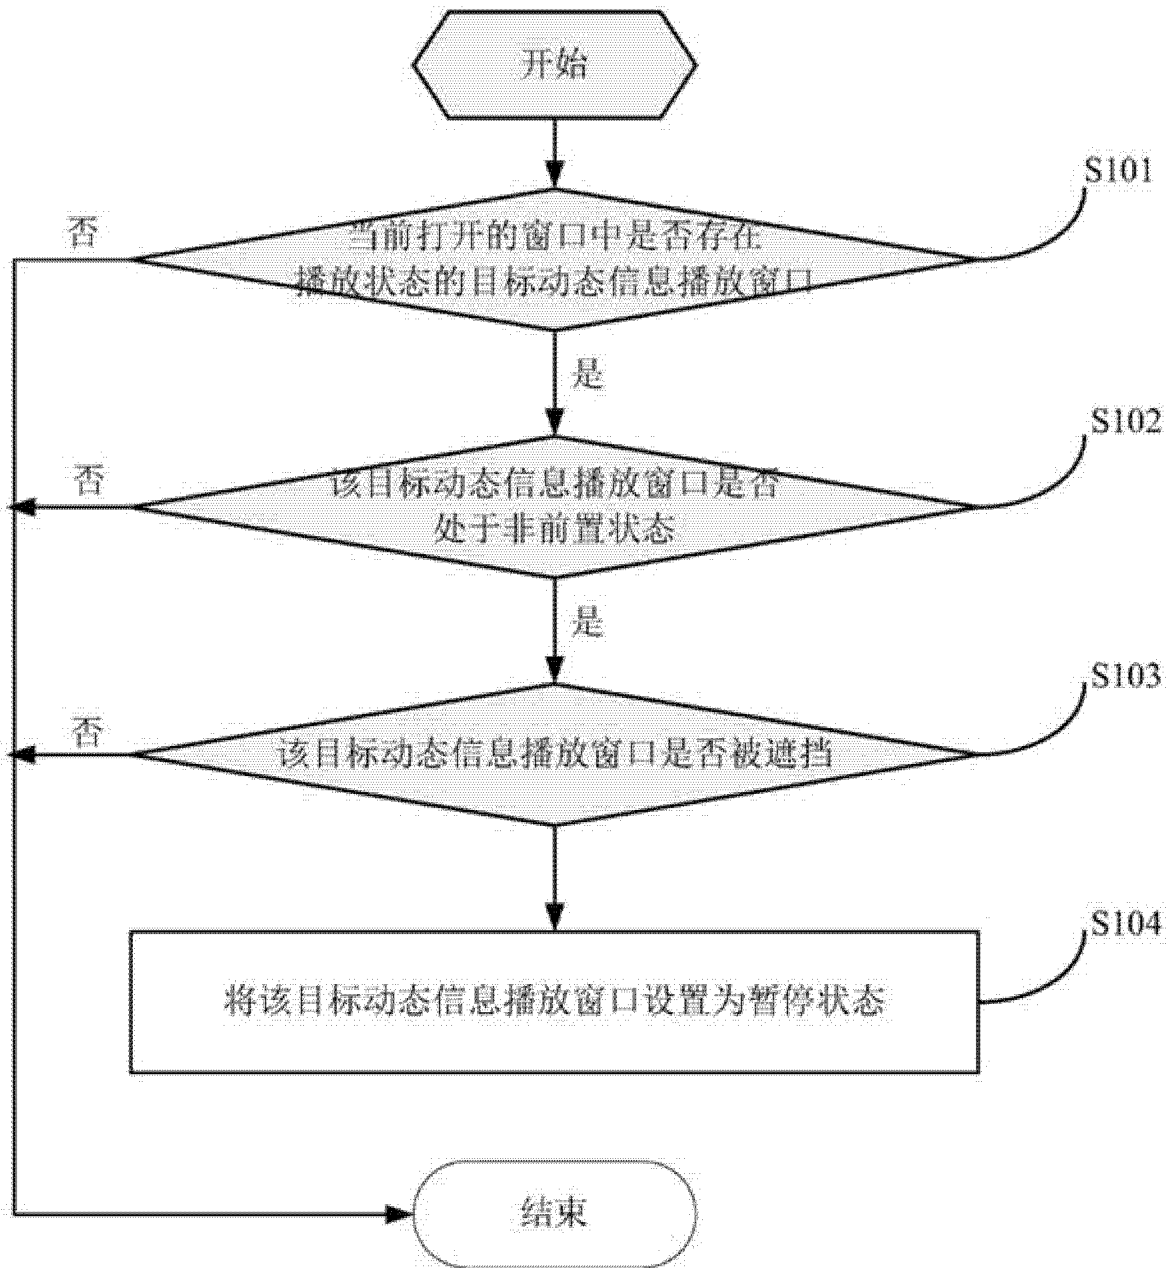 开始
S101
否
当前打开的窗口中是否存在
播放状态的目标动态信息播放窗口
是
S102
否
该目标动态信息播放窗口是否
处于非前置状态
是
S103
否
该目标动态信息播放窗口是否被遮挡
S104
将该目标动态信息播放窗口设置为暂停状态
结束